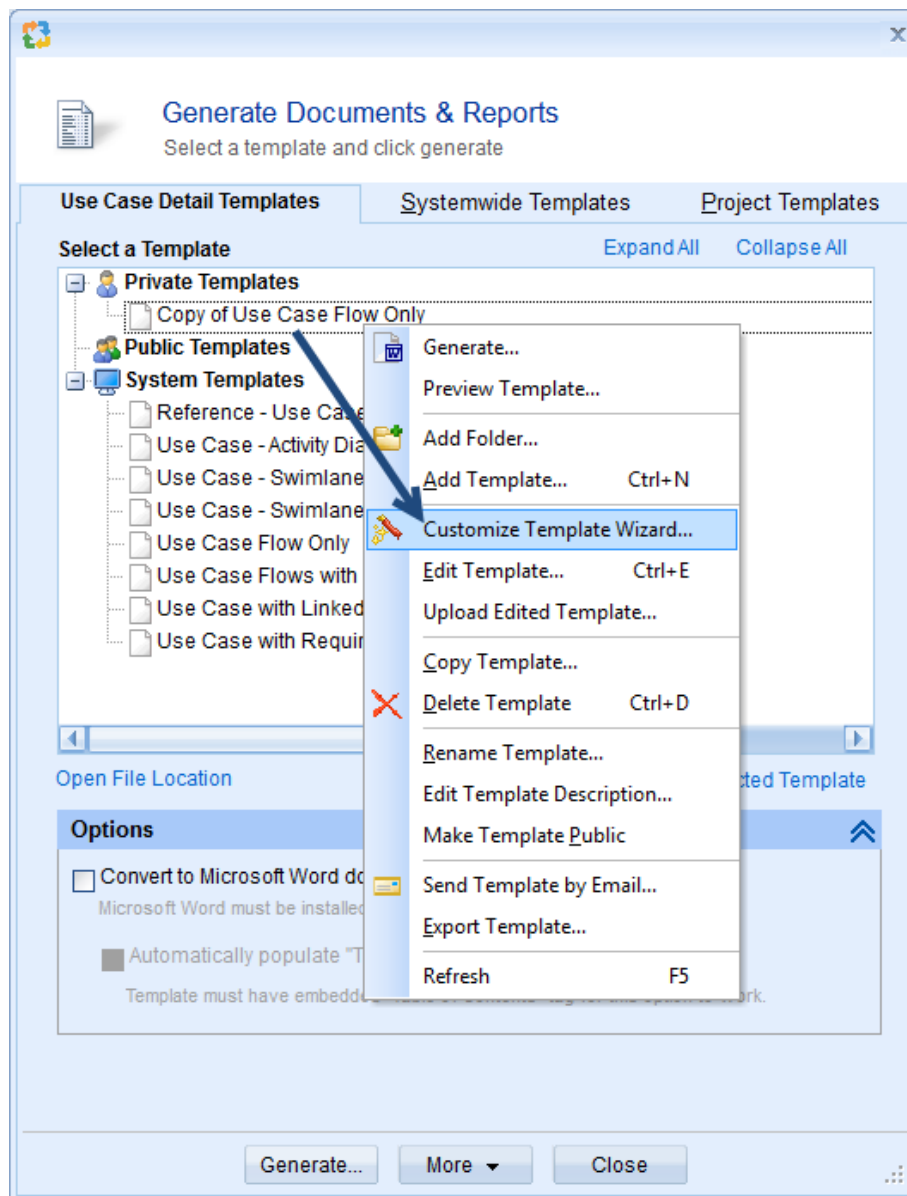 Generate Documents & Reports
Select a template and click generate
Use Case Detail Templates Systemwide Templates Project Templates
Select a Template Expand All Collapse All
Private Templates
Copy of Use Case Flow Only
Public Templates
System Templates
Reference - Use Case
Use Case - Activity Dia
Use Case - Swimlane
Use Case - Swimlane
Use Case Flow Only
Use Case Flows with
Use Case with Linked
Use Case with Requir
Generate...
Preview Template...
Add Folder...
Add Template... Ctrl+N
Customize Template Wizard...
Edit Template... Ctrl+E
Upload Edited Template...
Copy Template...
Delete Template Ctrl+D
Rename Template...
Edit Template Description...
Make Template Public
Send Template by Email...
Export Template...
Refresh F5
Open File Location cted Template
Options
Convert to Microsoft Word do
Microsoft Word must be installed
Automatically populate "T
Template must have embedde
Generate... More Close